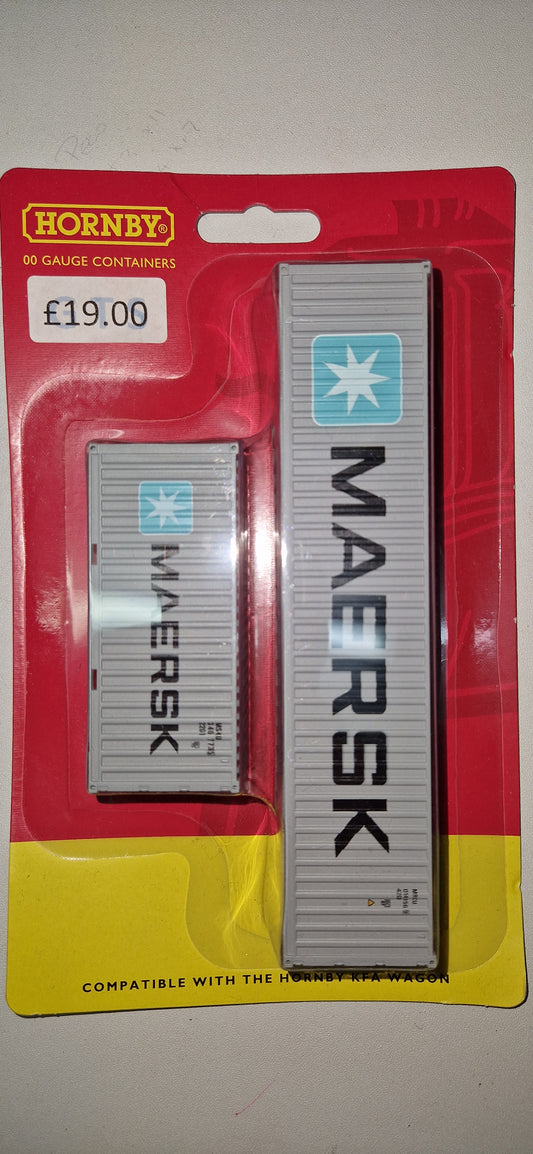 HORNBY®
00 GAUGE CONTAINERS
£19.00
MAERSK
MAERSK
COMPATIBLE WITH THE HORNBY KFA WAGON